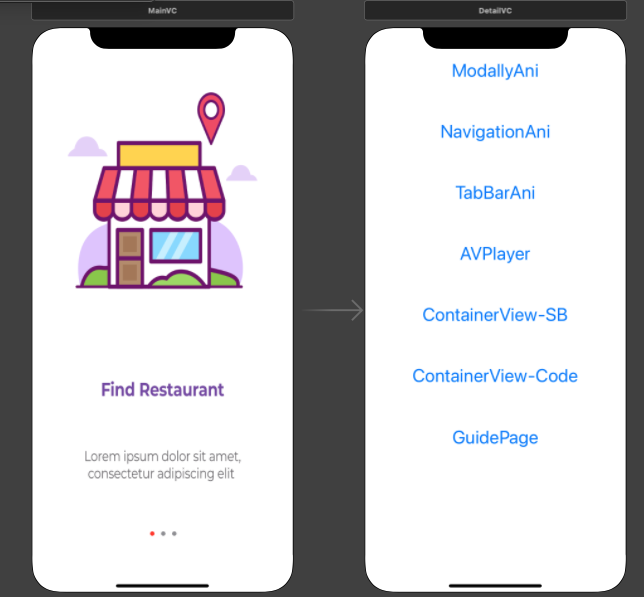 MainVC
Find Restaurant
Lorem ipsum dolor sit amet,
consectetur adipiscing elit
DetailVC
ModallyAni
NavigationAni
TabBarAni
AVPlayer
ContainerView-SB
ContainerView-Code
GuidePage